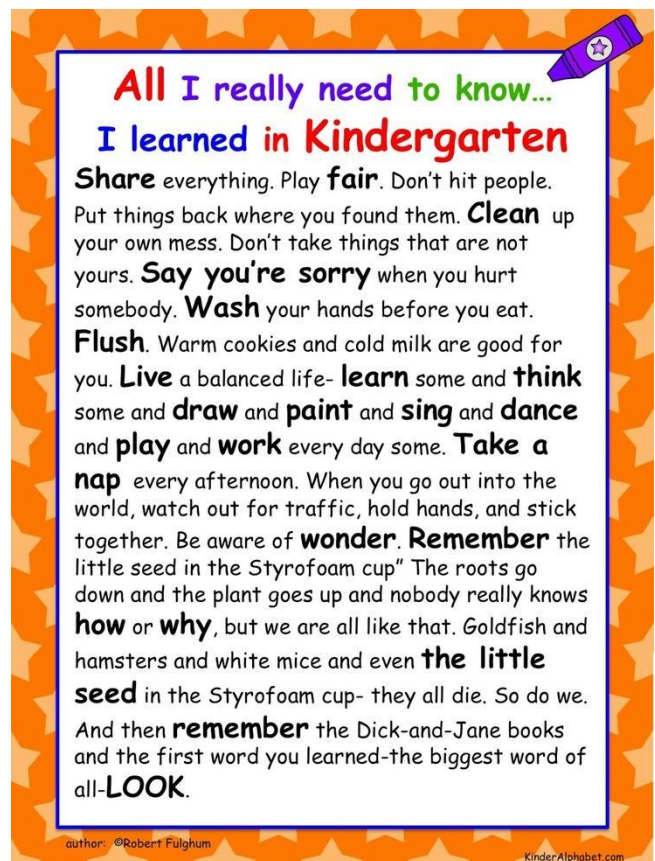 All I really need to know...
I learned in Kindergarten
Share everything. Play fair. Don't hit people.
Put things back where you found them. Clean up
your own mess. Don't take things that are not
yours. Say you're sorry when you hurt
somebody. Wash your hands before you eat.
Flush. Warm cookies and cold milk are good for
you. Live a balanced life- learn some and think
some and draw and paint and sing and dance
and play and work every day some. Take a
nap every afternoon. When you go out into the
world, watch out for traffic, hold hands, and stick
together. Be aware of wonder. Remember the
little seed in the Styrofoam cup" The roots go
down and the plant goes up and nobody really knows
how or why, but we are all like that. Goldfish and
hamsters and white mice and even the little
seed in the Styrofoam cup- they all die. So do we.
And then remember the Dick-and-Jane books
and the first word you learned-the biggest word of
all-LOOK.
author: ©Robert Fulghum
KinderAlphabet.com